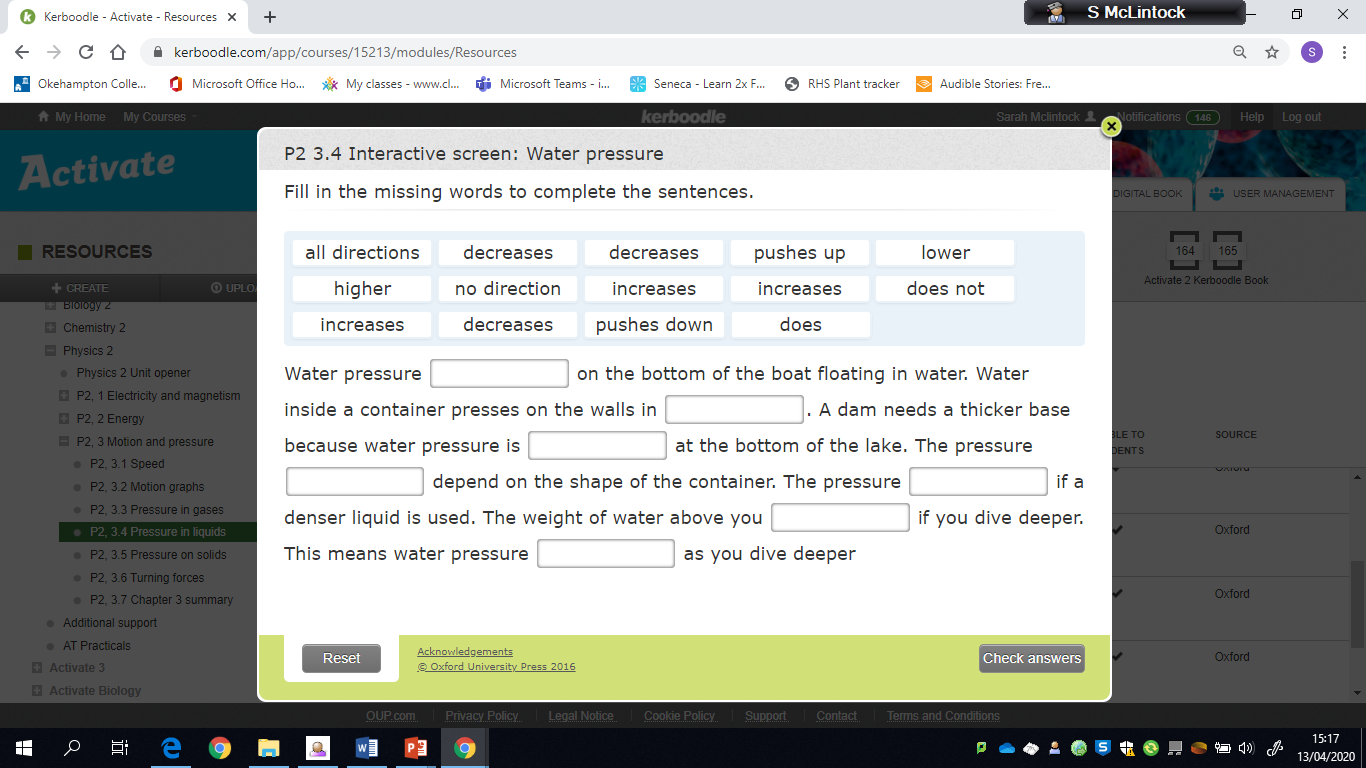 Kerboodle - Activate - Resources
S McLintock
kerboodle.com/app/courses/15213/modules/Resources
S
Okehampton Colle...
Microsoft Office Ho...
My classes - www.cl...
Microsoft Teams - i...
Seneca - Learn 2x F...
RHS Plant tracker
Audible Stories: Fre...
My Home
My Courses
kerboodle
Sarah Mclintock
Notifications 146
Help
Log out
Activate
DIGITAL BOOK
USER MANAGEMENT
RESOURCES
164
165
Activate 2 Kerboodle Book
CREATE
Biology 2
Chemistry 2
Physics 2
Physics 2 Unit opener
P2, 1 Electricity and magnetism
P2, 2 Energy
P2, 3 Motion and pressure
P2, 3.1 Speed
P2, 3.2 Motion graphs
P2, 3.3 Pressure in gases
P2, 3.4 Pressure in liquids
P2, 3.5 Pressure on solids
P2, 3.6 Turning forces
P2, 3.7 Chapter 3 summary
Additional support
AT Practicals
Activate 3
Activate Biology
P2 3.4 Interactive screen: Water pressure
Fill in the missing words to complete the sentences.
all directions decreases decreases pushes up lower
higher no direction increases increases does not
increases decreases pushes down does
Water pressure on the bottom of the boat floating in water. Water
inside a container presses on the walls in . A dam needs a thicker base
because water pressure is at the bottom of the lake. The pressure
depend on the shape of the container. The pressure if a
denser liquid is used. The weight of water above you if you dive deeper.
This means water pressure as you dive deeper
Reset
Acknowledgements
© Oxford University Press 2016
Check answers
SOURCE
Oxford
Oxford
Oxford
OUP.com
Privacy Policy
Legal Notice
Cookie Policy
Support
Contact
Terms and Conditions
15:17
13/04/2020